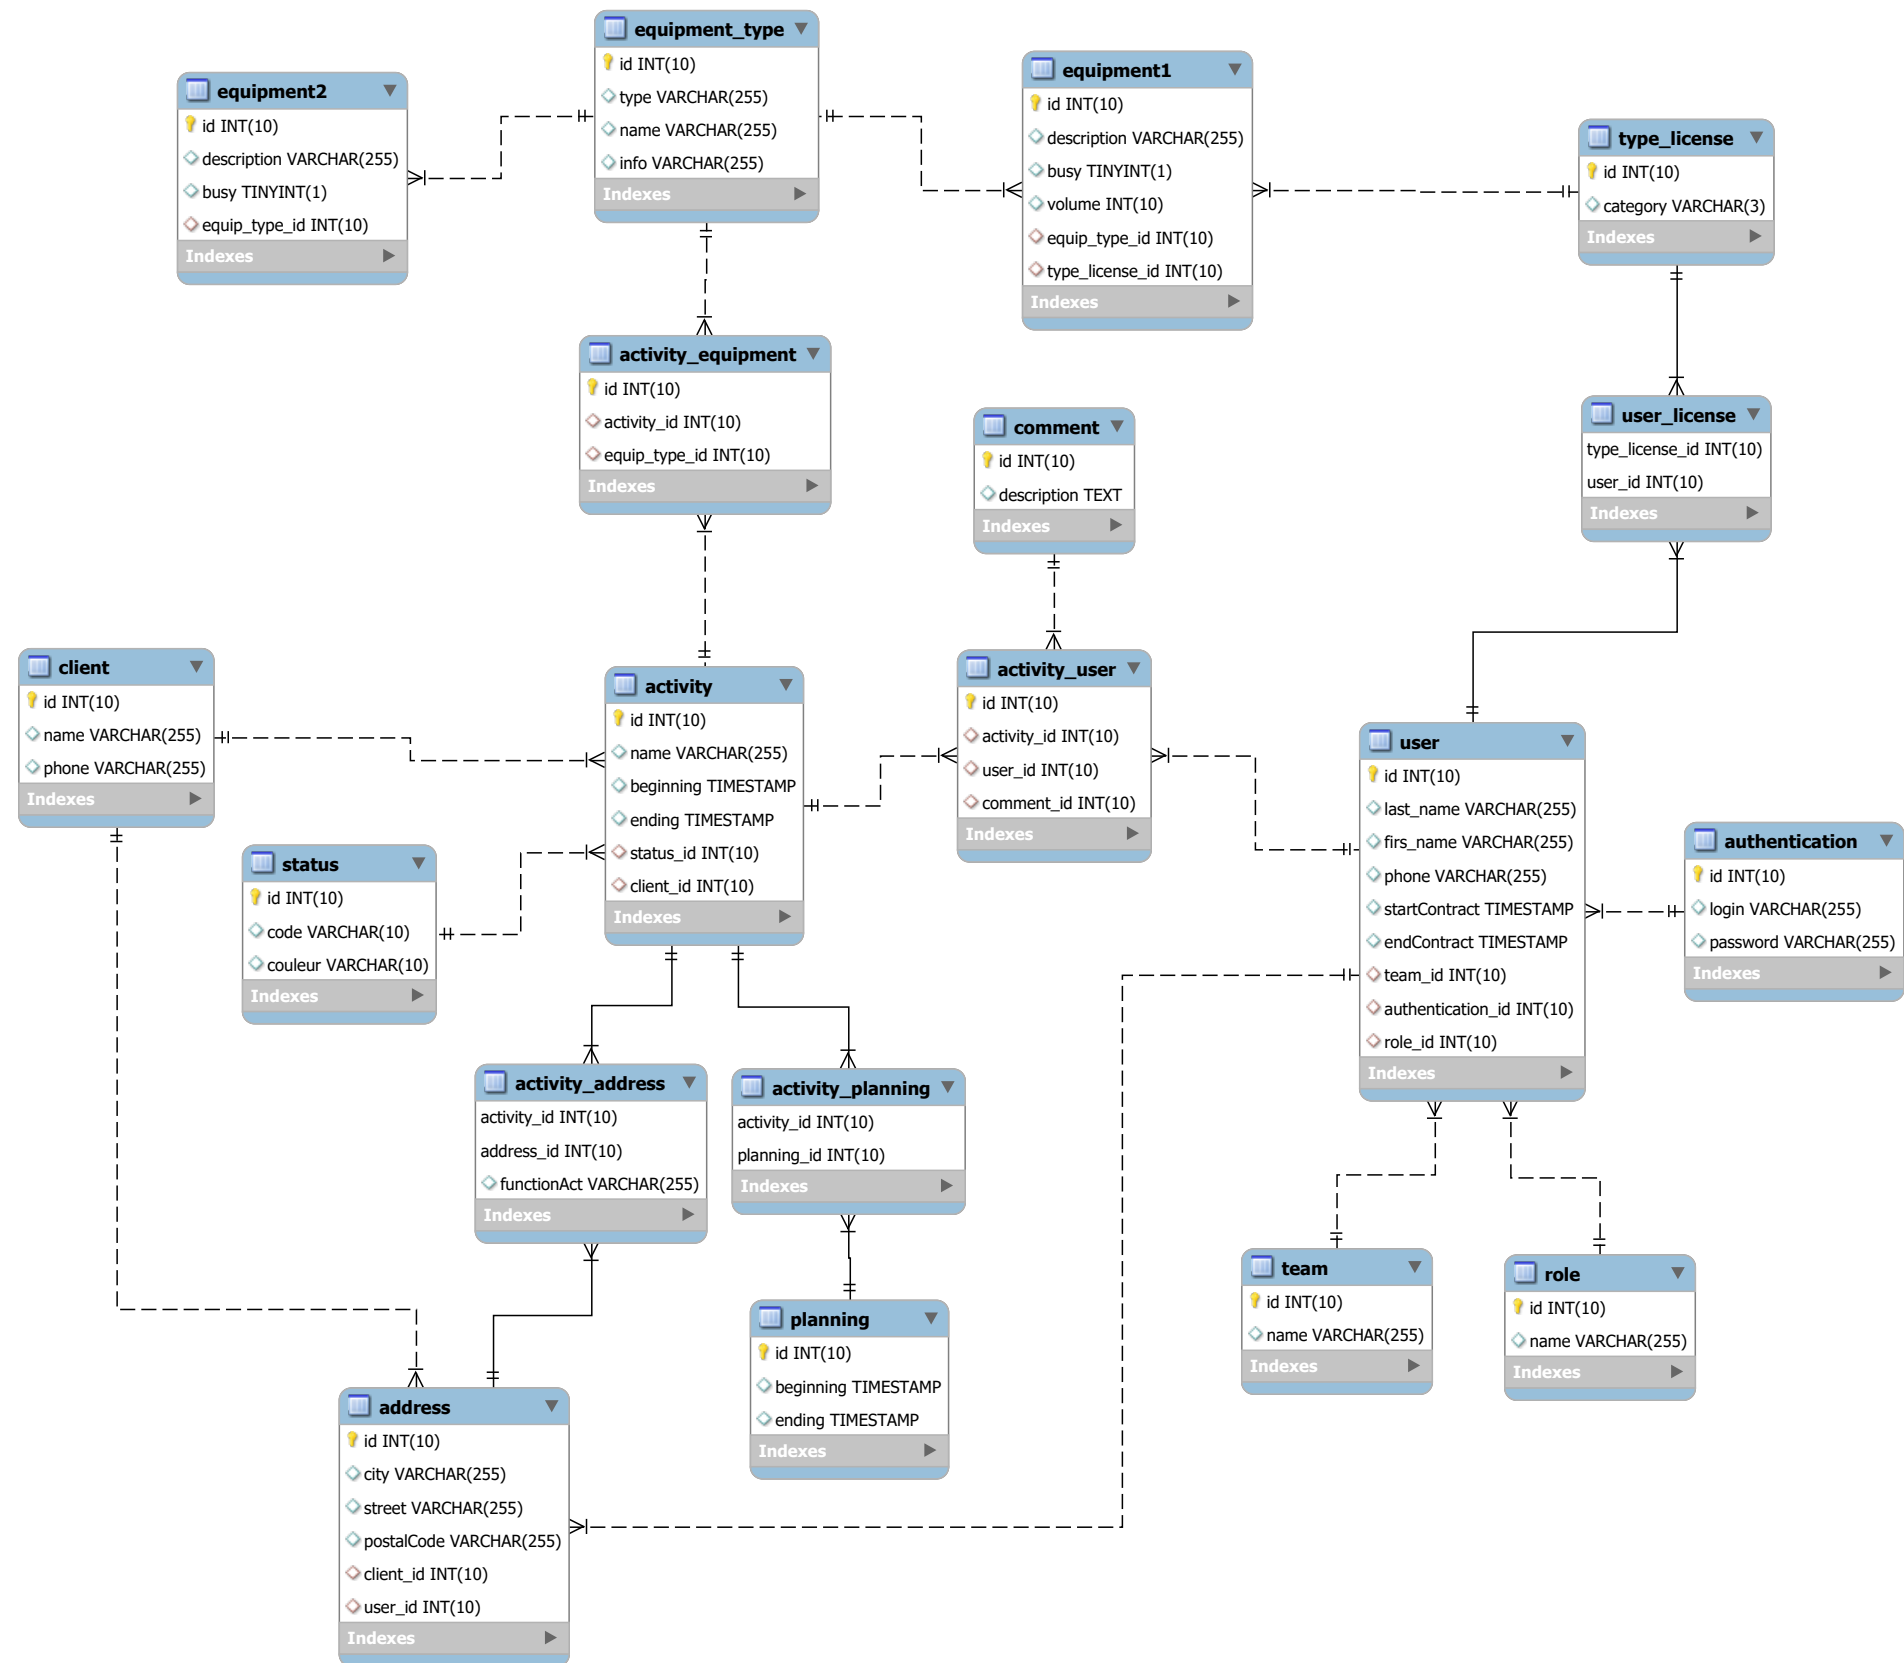 equipment_type
id INT(10)
type VARCHAR(255)
name VARCHAR(255)
info VARCHAR(255)
Indexes
equipment2
id INT(10)
description VARCHAR(255)
busy TINYINT(1)
equip_type_id INT(10)
Indexes
equipment1
id INT(10)
description VARCHAR(255)
busy TINYINT(1)
volume INT(10)
equip_type_id INT(10)
type_license_id INT(10)
Indexes
type_license
id INT(10)
category VARCHAR(3)
Indexes
activity_equipment
id INT(10)
activity_id INT(10)
equip_type_id INT(10)
Indexes
comment
id INT(10)
description TEXT
Indexes
user_license
type_license_id INT(10)
user_id INT(10)
Indexes
client
id INT(10)
name VARCHAR(255)
phone VARCHAR(255)
Indexes
activity
id INT(10)
name VARCHAR(255)
beginning TIMESTAMP
ending TIMESTAMP
status_id INT(10)
client_id INT(10)
Indexes
activity_user
id INT(10)
activity_id INT(10)
user_id INT(10)
comment_id INT(10)
Indexes
user
id INT(10)
last_name VARCHAR(255)
firs_name VARCHAR(255)
phone VARCHAR(255)
startContract TIMESTAMP
endContract TIMESTAMP
team_id INT(10)
authentication_id INT(10)
role_id INT(10)
Indexes
authentication
id INT(10)
login VARCHAR(255)
password VARCHAR(255)
Indexes
status
id INT(10)
code VARCHAR(10)
couleur VARCHAR(10)
Indexes
activity_address
activity_id INT(10)
address_id INT(10)
functionAct VARCHAR(255)
Indexes
activity_planning
activity_id INT(10)
planning_id INT(10)
Indexes
team
id INT(10)
name VARCHAR(255)
Indexes
role
id INT(10)
name VARCHAR(255)
Indexes
planning
id INT(10)
beginning TIMESTAMP
ending TIMESTAMP
Indexes
address
id INT(10)
city VARCHAR(255)
street VARCHAR(255)
postalCode VARCHAR(255)
client_id INT(10)
user_id INT(10)
Indexes